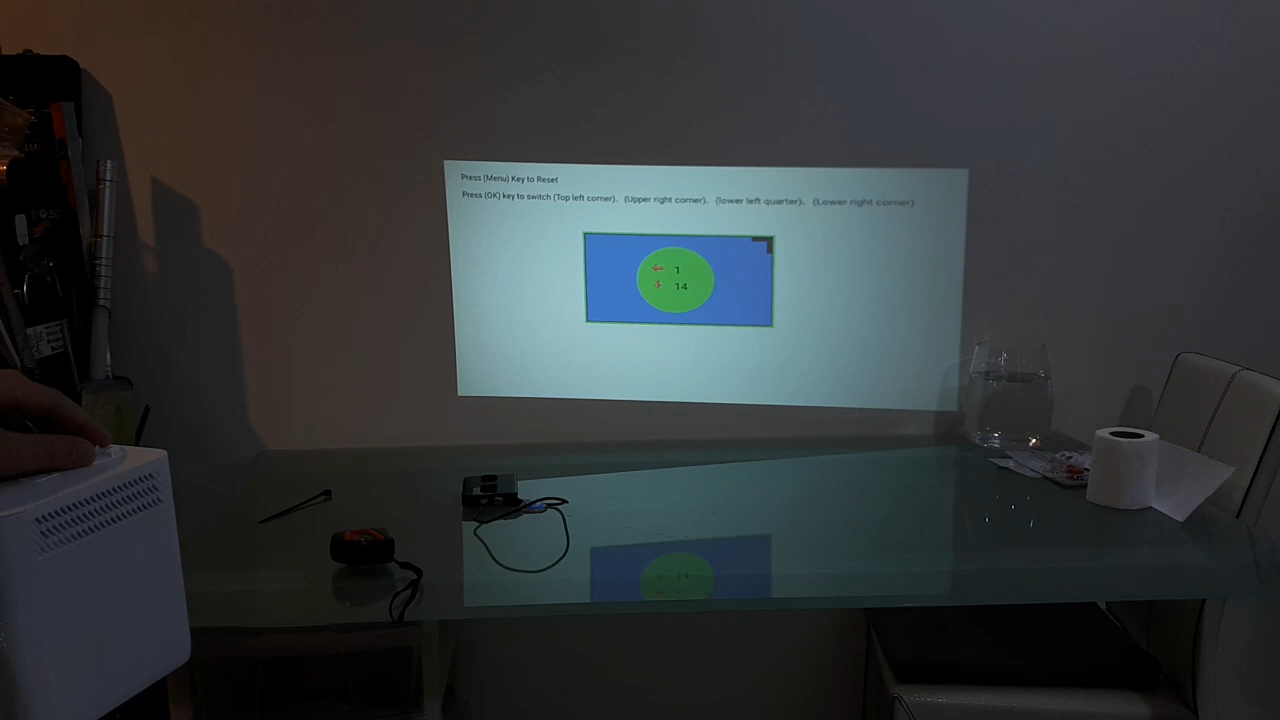 Press (Menu) Key to Reset
Press (OK) key to switch (Top left corner).  (Upper right corner).  (lower left quarter).  (Lower right corner)
1
14